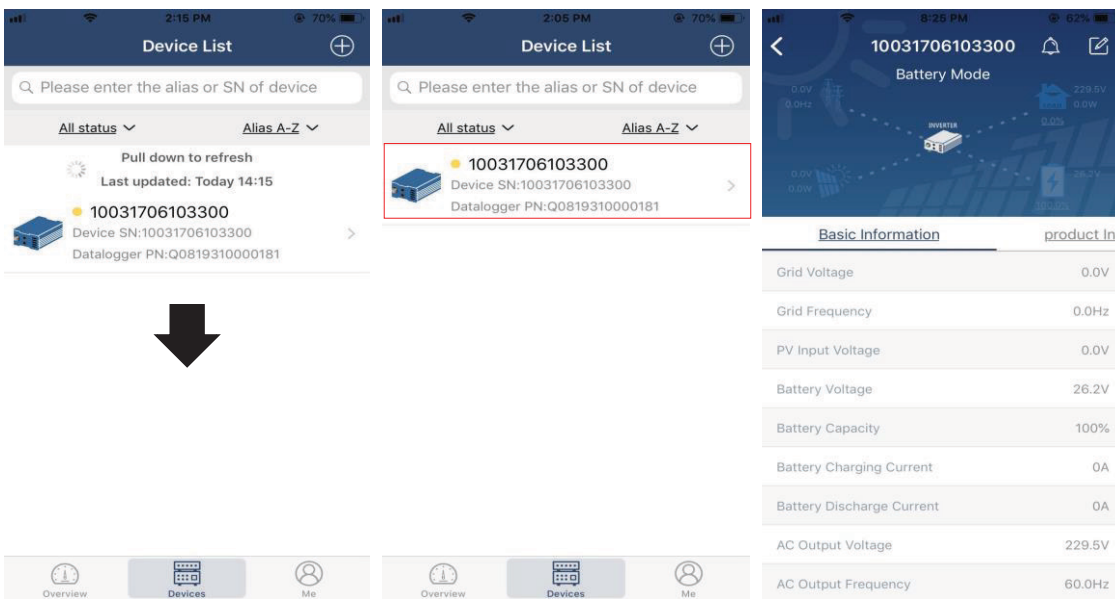 2:15 PM
70%
Device List
Please enter the alias or SN of device
All status
Alias A-Z
Pull down to refresh
Last updated: Today 14:15
10031706103300
Device SN:10031706103300
Datalogger PN:Q0819310000181
Overview
Devices
Me
2:05 PM
70%
Device List
Please enter the alias or SN of device
All status
Alias A-Z
10031706103300
Device SN:10031706103300
Datalogger PN:Q0819310000181
Overview
Devices
Me
8:25 PM
62%
10031706103300
Battery Mode
0.0V
0.0Hz
229.5V
0.0W
0.0%
INVERTER
0.0V
0.0W
26.2V
100.0%
Basic Information
product In
Grid Voltage 0.0V
Grid Frequency 0.0Hz
PV Input Voltage 0.0V
Battery Voltage 26.2V
Battery Capacity 100%
Battery Charging Current 0A
Battery Discharge Current 0A
AC Output Voltage 229.5V
AC Output Frequency 60.0Hz